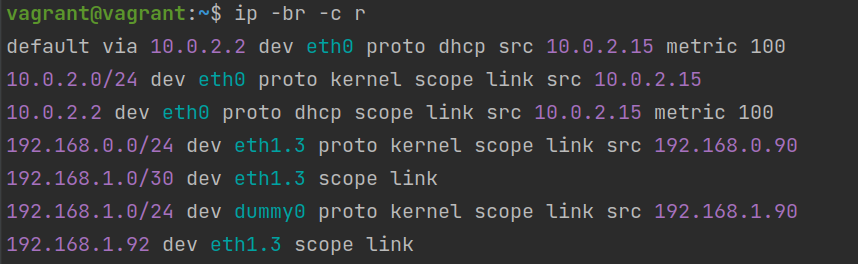 vagrant@vagrant:~$ ip -br -c r
default via 10.0.2.2 dev eth0 proto dhcp src 10.0.2.15 metric 100
10.0.2.0/24 dev eth0 proto kernel scope link src 10.0.2.15
10.0.2.2 dev eth0 proto dhcp scope link src 10.0.2.15 metric 100
192.168.0.0/24 dev eth1.3 proto kernel scope link src 192.168.0.90
192.168.1.0/30 dev eth1.3 scope link
192.168.1.0/24 dev dummy0 proto kernel scope link src 192.168.1.90
192.168.1.92 dev eth1.3 scope link